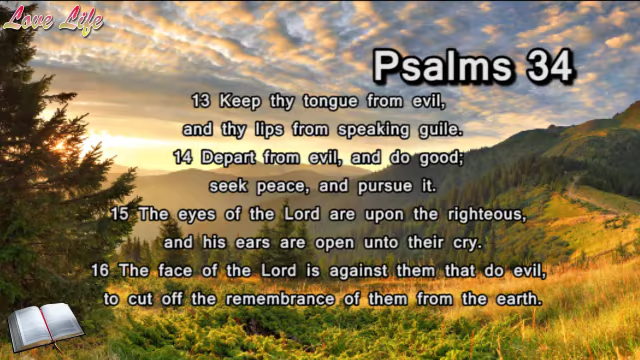 Love Life
Psalms 34
13 Keep thy tongue from evil,
and thy lips from speaking guile.
14 Depart from evil, and do good;
seek peace, and pursue it.
15 The eyes of the Lord are upon the righteous,
and his ears are open unto their cry.
16 The face of the Lord is against them that do evil,
to cut off the remembrance of them from the earth.